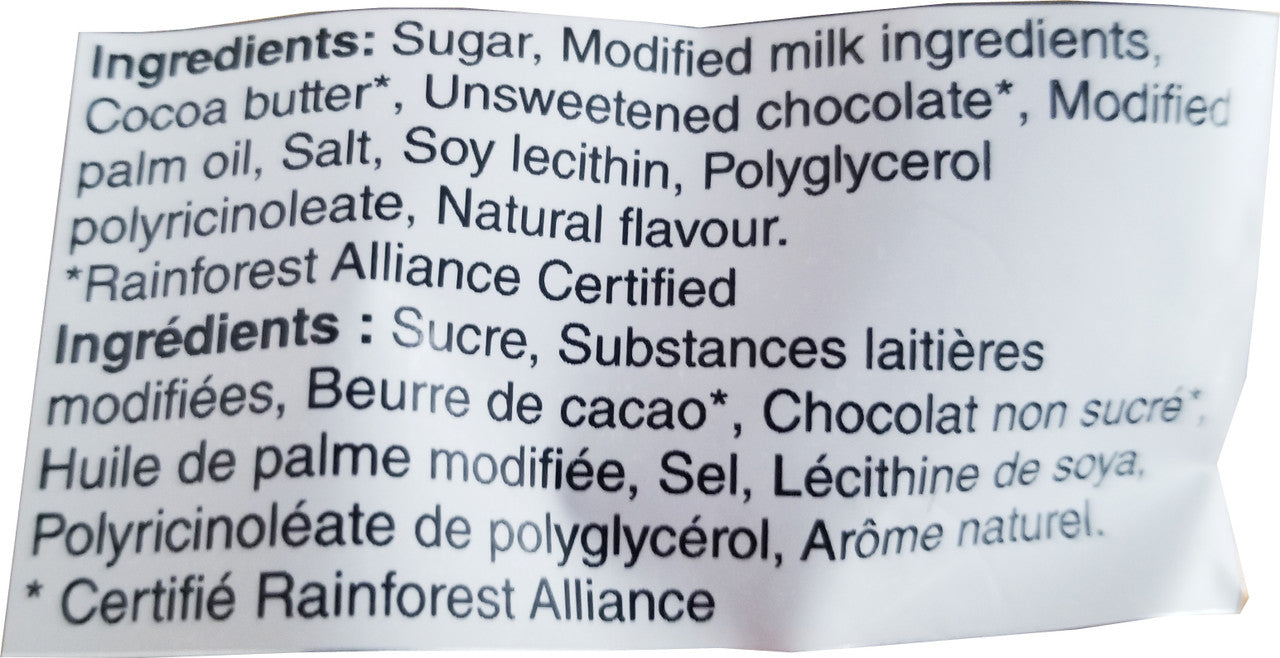 Ingredients: Sugar, Modified milk ingredients,
Cocoa butter*, Unsweetened chocolate*, Modified
palm oil, Salt, Soy lecithin, Polyglycerol
polyricinoleate, Natural flavour.
*Rainforest Alliance Certified
Ingrédients : Sucre, Substances laitières
modifiées, Beurre de cacao*, Chocolat non sucré*,
Huile de palme modifiée, Sel, Lécithine de soya,
Polyricinoléate de polyglycérol, Arôme naturel.
* Certifié Rainforest Alliance